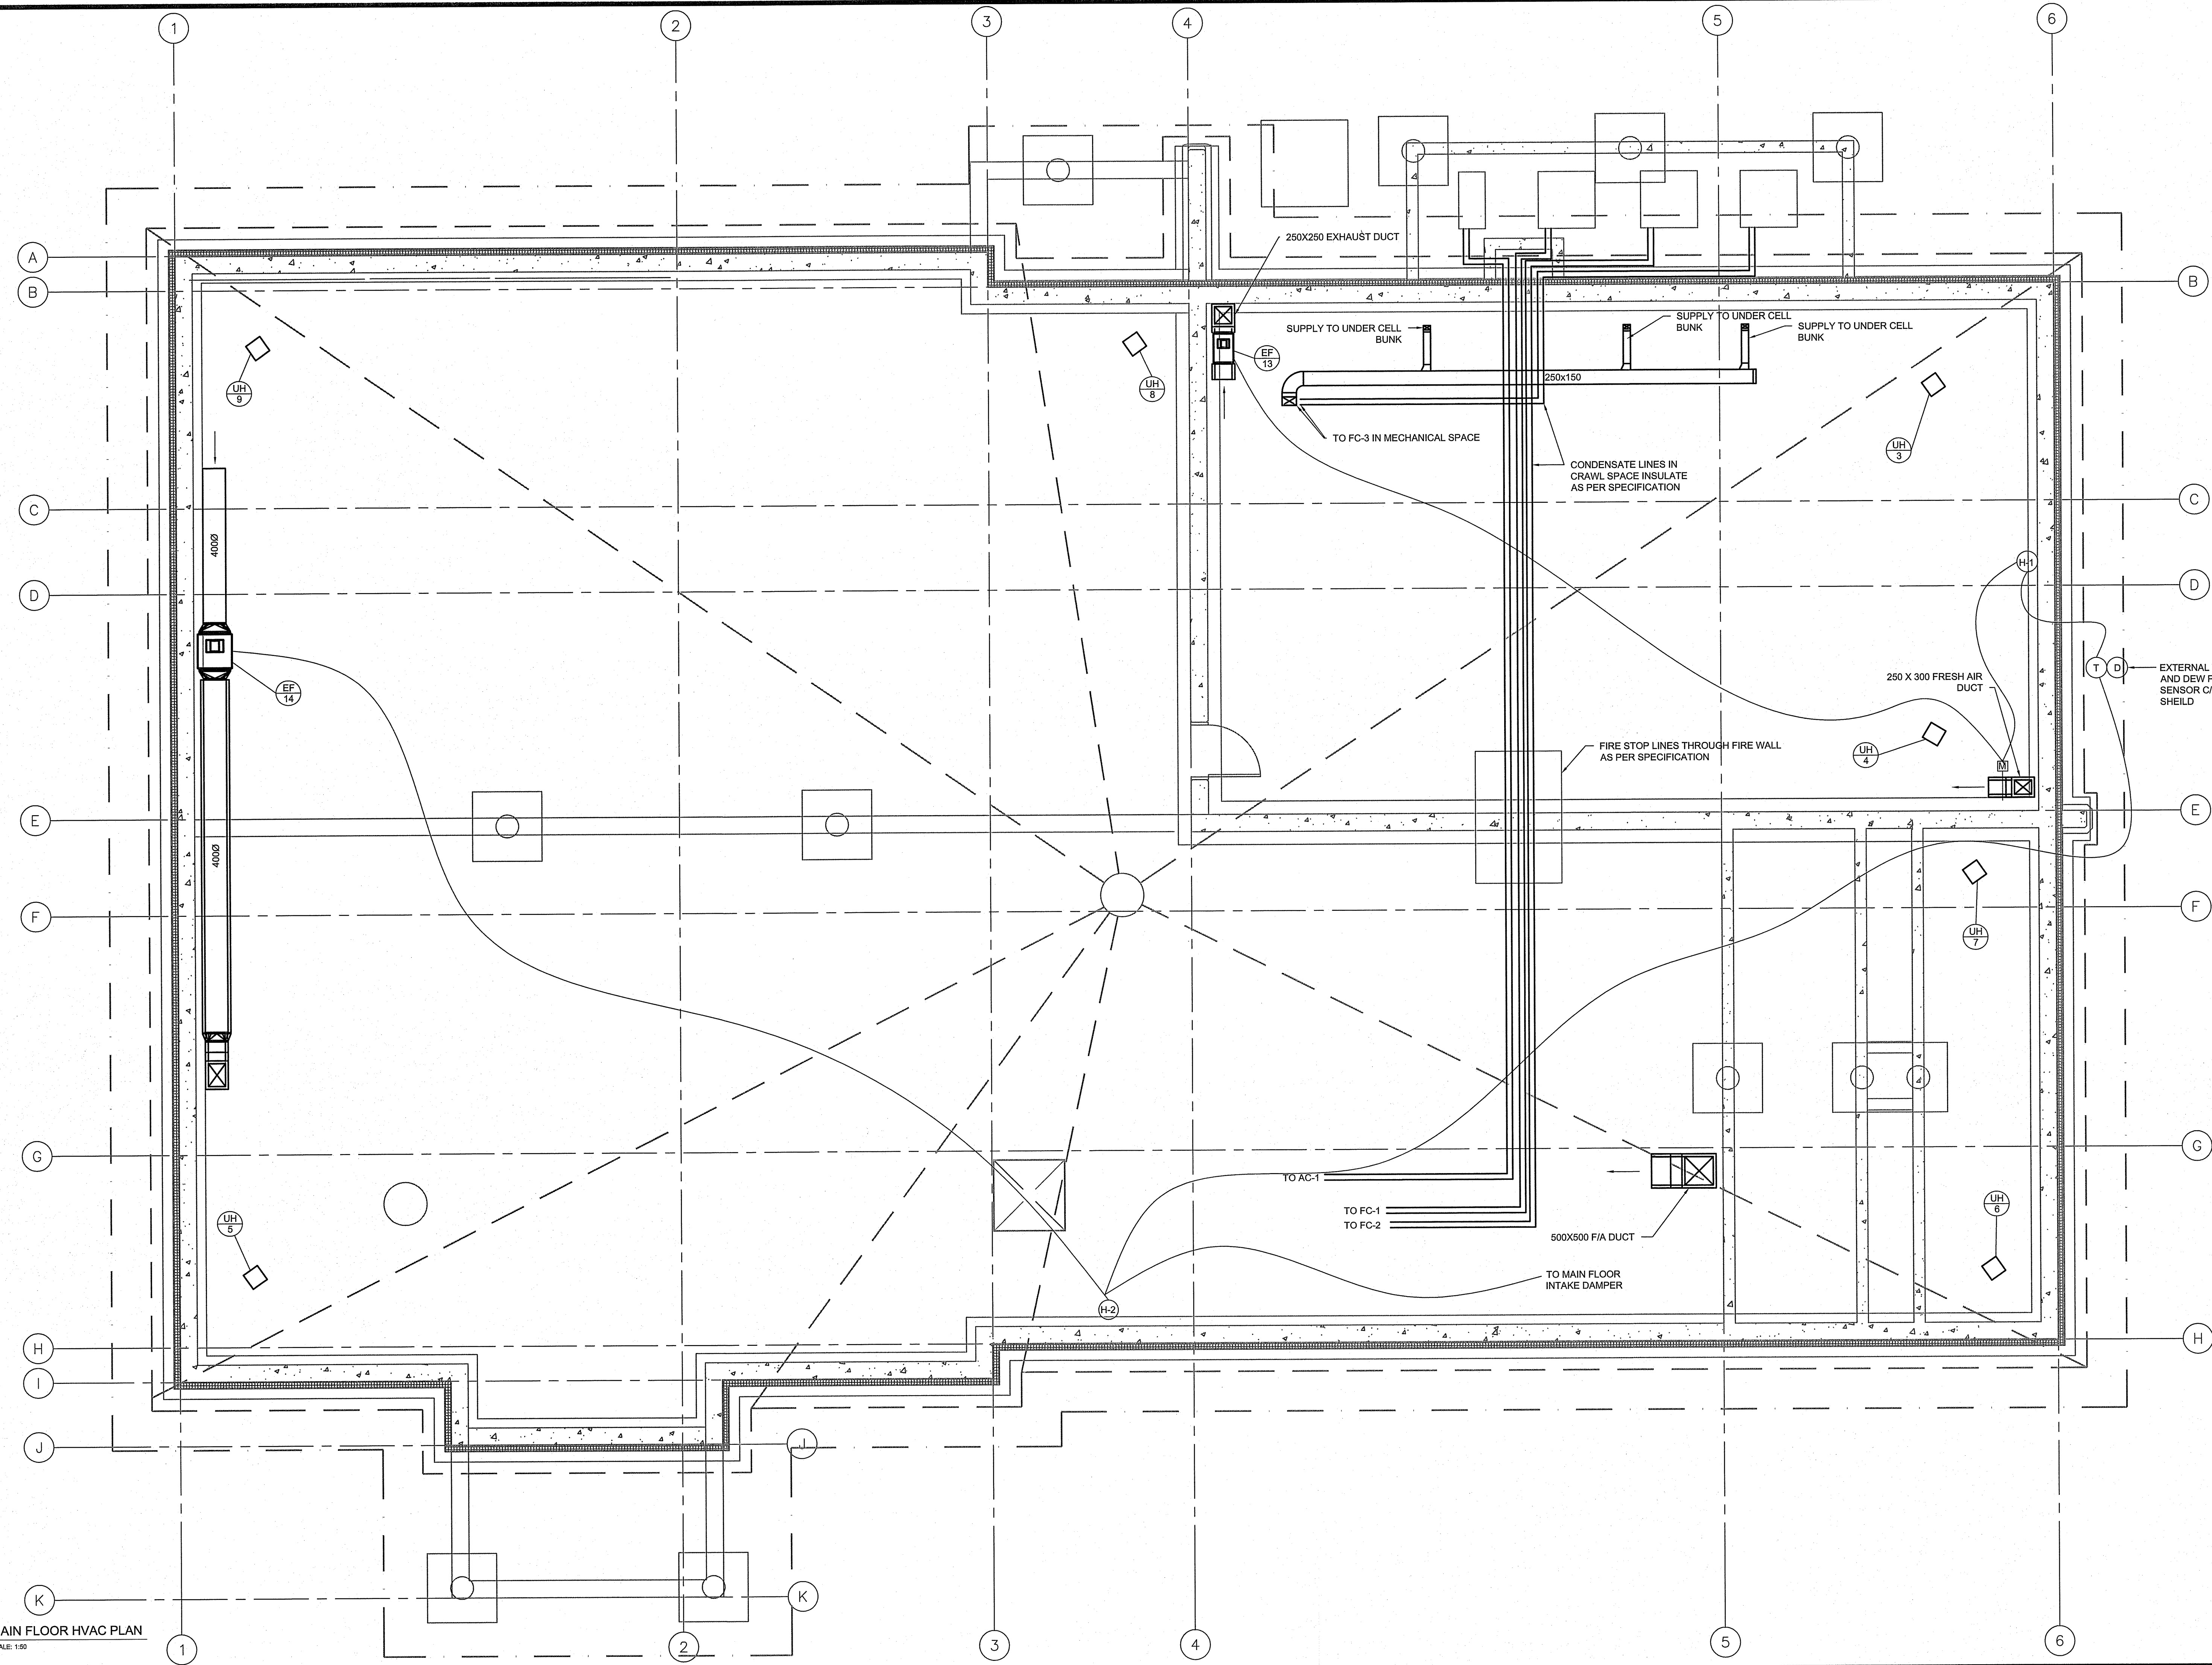 1
2
3
4
5
6
A
B
250X250 EXHAUST DUCT
B
SUPPLY TO UNDER CELL
BUNK
SUPPLY TO UNDER CELL
BUNK
SUPPLY TO UNDER CELL
BUNK
EF
13
250x150
UH
9
UH
8
UH
3
TO FC-3 IN MECHANICAL SPACE
CONDENSATE LINES IN
CRAWL SPACE INSULATE
AS PER SPECIFICATION
C
C
400Ø
H-1
D
D
EF
14
T
D
EXTERNAL
AND DEW
SENSOR
SHEILD
250 X 300 FRESH AIR
DUCT
FIRE STOP LINES THROUGH FIRE WALL
AS PER SPECIFICATION
UH
4
M
E
E
400Ø
F
F
UH
7
G
G
TO AC-1
UH
5
TO FC-1
TO FC-2
500X500 F/A DUCT
UH
6
TO MAIN FLOOR
INTAKE DAMPER
H-2
H
H
I
J
J
K
K
AIN FLOOR HVAC PLAN
ALE: 1:50
1
2
3
4
5
6